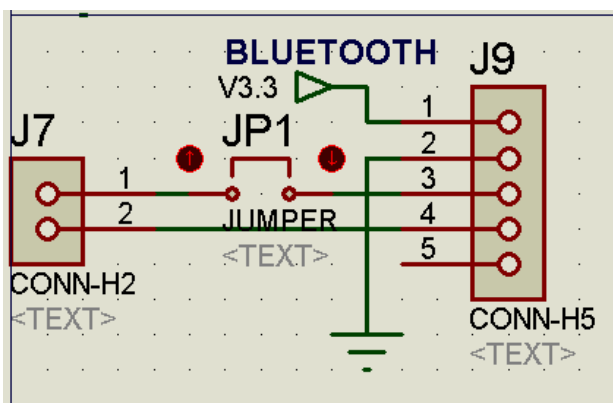 BLUETOOTH
J9
V3.3
1
J7
JP1
2
1
3
2
4
JUMPER
<TEXT>
5
CONN-H2
<TEXT>
CONN-H5
<TEXT>